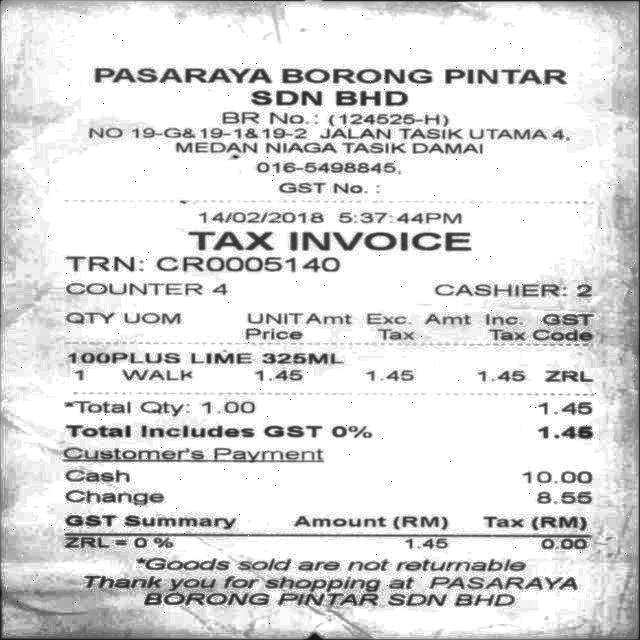 PASARAYA BORONG PINTAR
SDN BHD
BR No.: (124525-H)
NO 19-G&19-1&19-2 JALAN TASIK UTAMA 4,
MEDAN NIAGA TASIK DAMAI
016-5498845,
GST No. :
14/02/2018 5:37:44PM
TAX INVOICE
TRN: CR0005140
COUNTER 4 CASHIER: 2
QTY UOM UNIT Amt Exc. Amt Inc. GST
Price Tax Tax Code
100PLUS LIME 325ML
1 WALK 1.45 1.45 1.45 ZRL
*Total Qty: 1.00 1.45
Total Includes GST 0% 1.45
Customer's Payment
Cash 10.00
Change 8.55
GST Summary Amount (RM) Tax (RM)
ZRL = 0 % 1.45 0.00
*Goods sold are not returnable
Thank you for shopping at PASARAYA
BORONG PINTAR SDN BHD